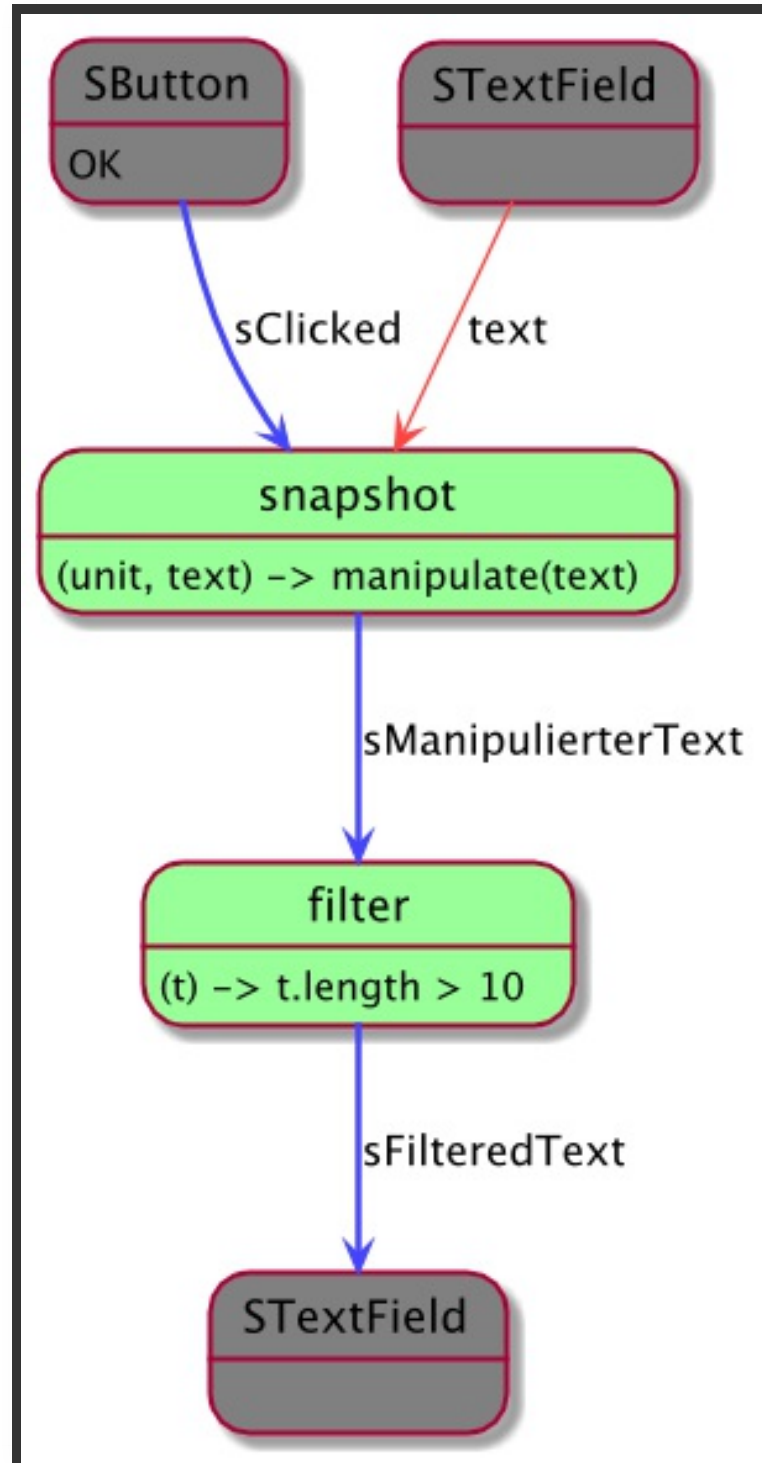 SButton
OK
STextField
sClicked
text
snapshot
(unit, text) -> manipulate(text)
sManipulierterText
filter
(t) -> t.length > 10
sFilteredText
STextField